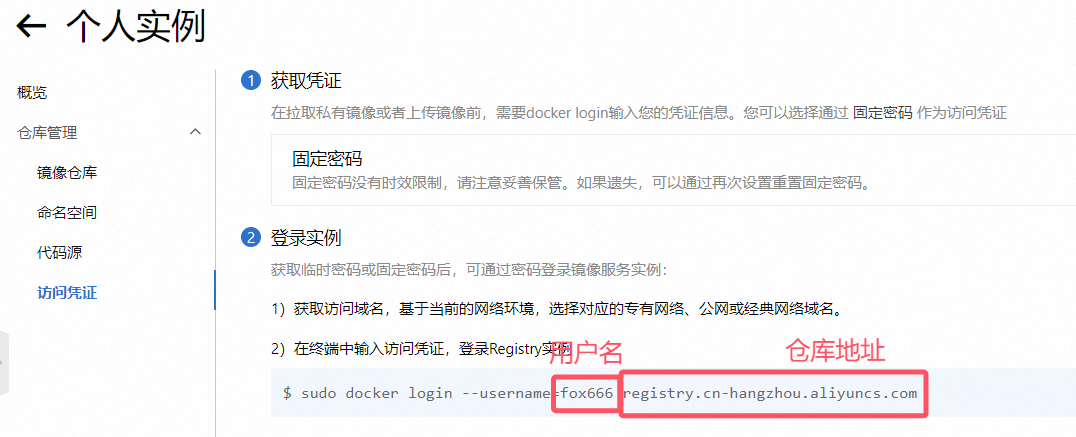 个人实例
概览
仓库管理
镜像仓库
命名空间
代码源
访问凭证
1 获取凭证
在拉取私有镜像或者上传镜像前，需要docker login输入您的凭证信息。您可以选择通过 固定密码 作为访问凭证
固定密码
固定密码没有时效限制，请注意妥善保管。如果遗失，可以通过再次设置重置固定密码。
2 登录实例
获取临时密码或固定密码后，可通过密码登录镜像服务实例：
1）获取访问域名，基于当前的网络环境，选择对应的专有网络、公网或经典网络域名。
2）在终端中输入访问凭证，登录Registry实例
用户名
仓库地址
$ sudo docker login --username=fox666 registry.cn-hangzhou.aliyuncs.com